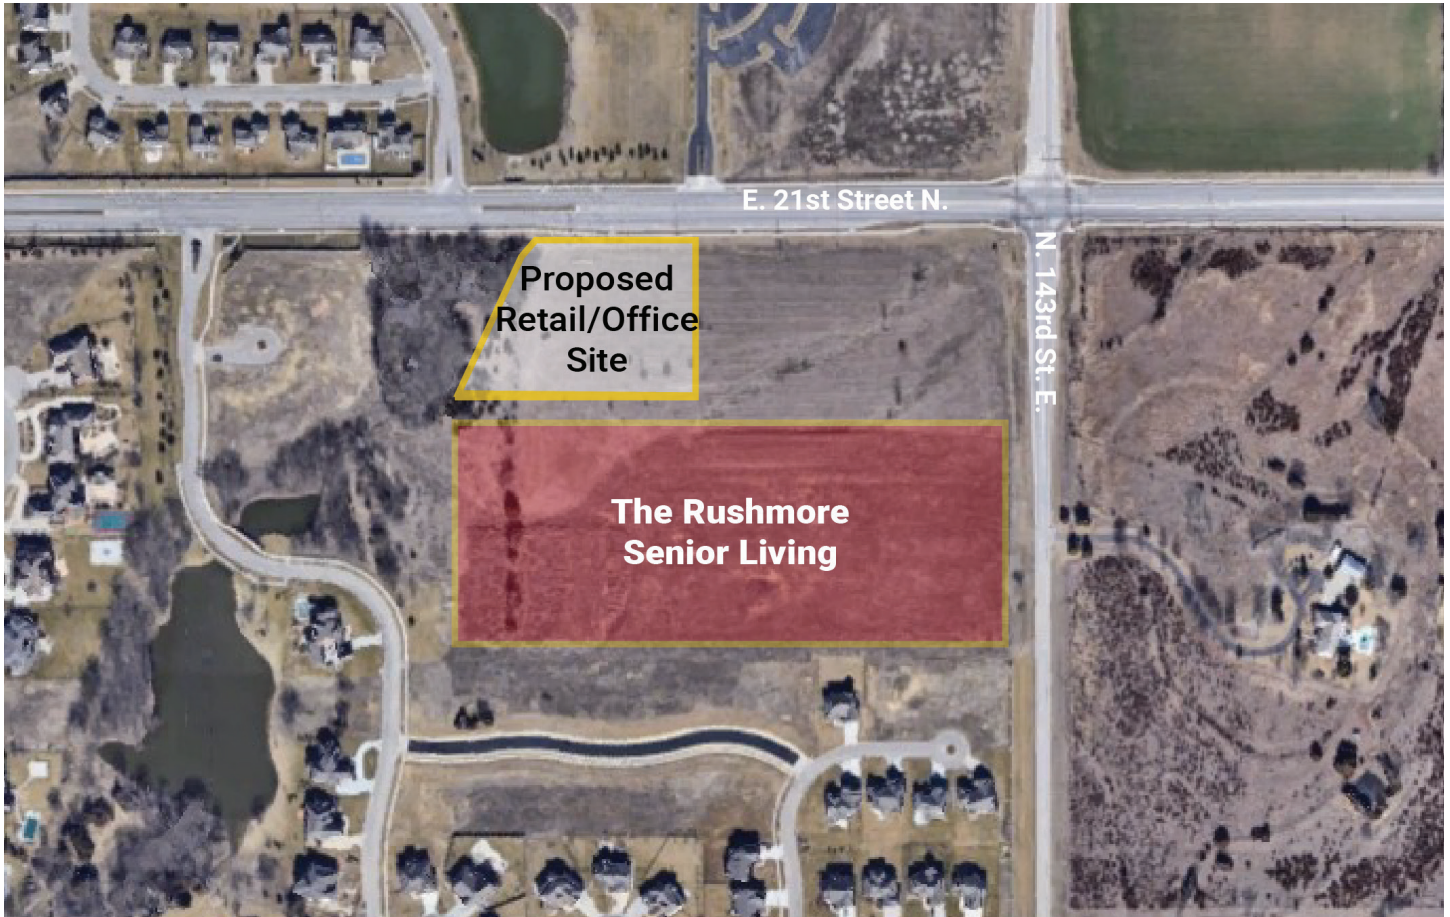 E. 21st Street N.
N. 143rd St. E.
Proposed
Retail/Office
Site
The Rushmore
Senior Living